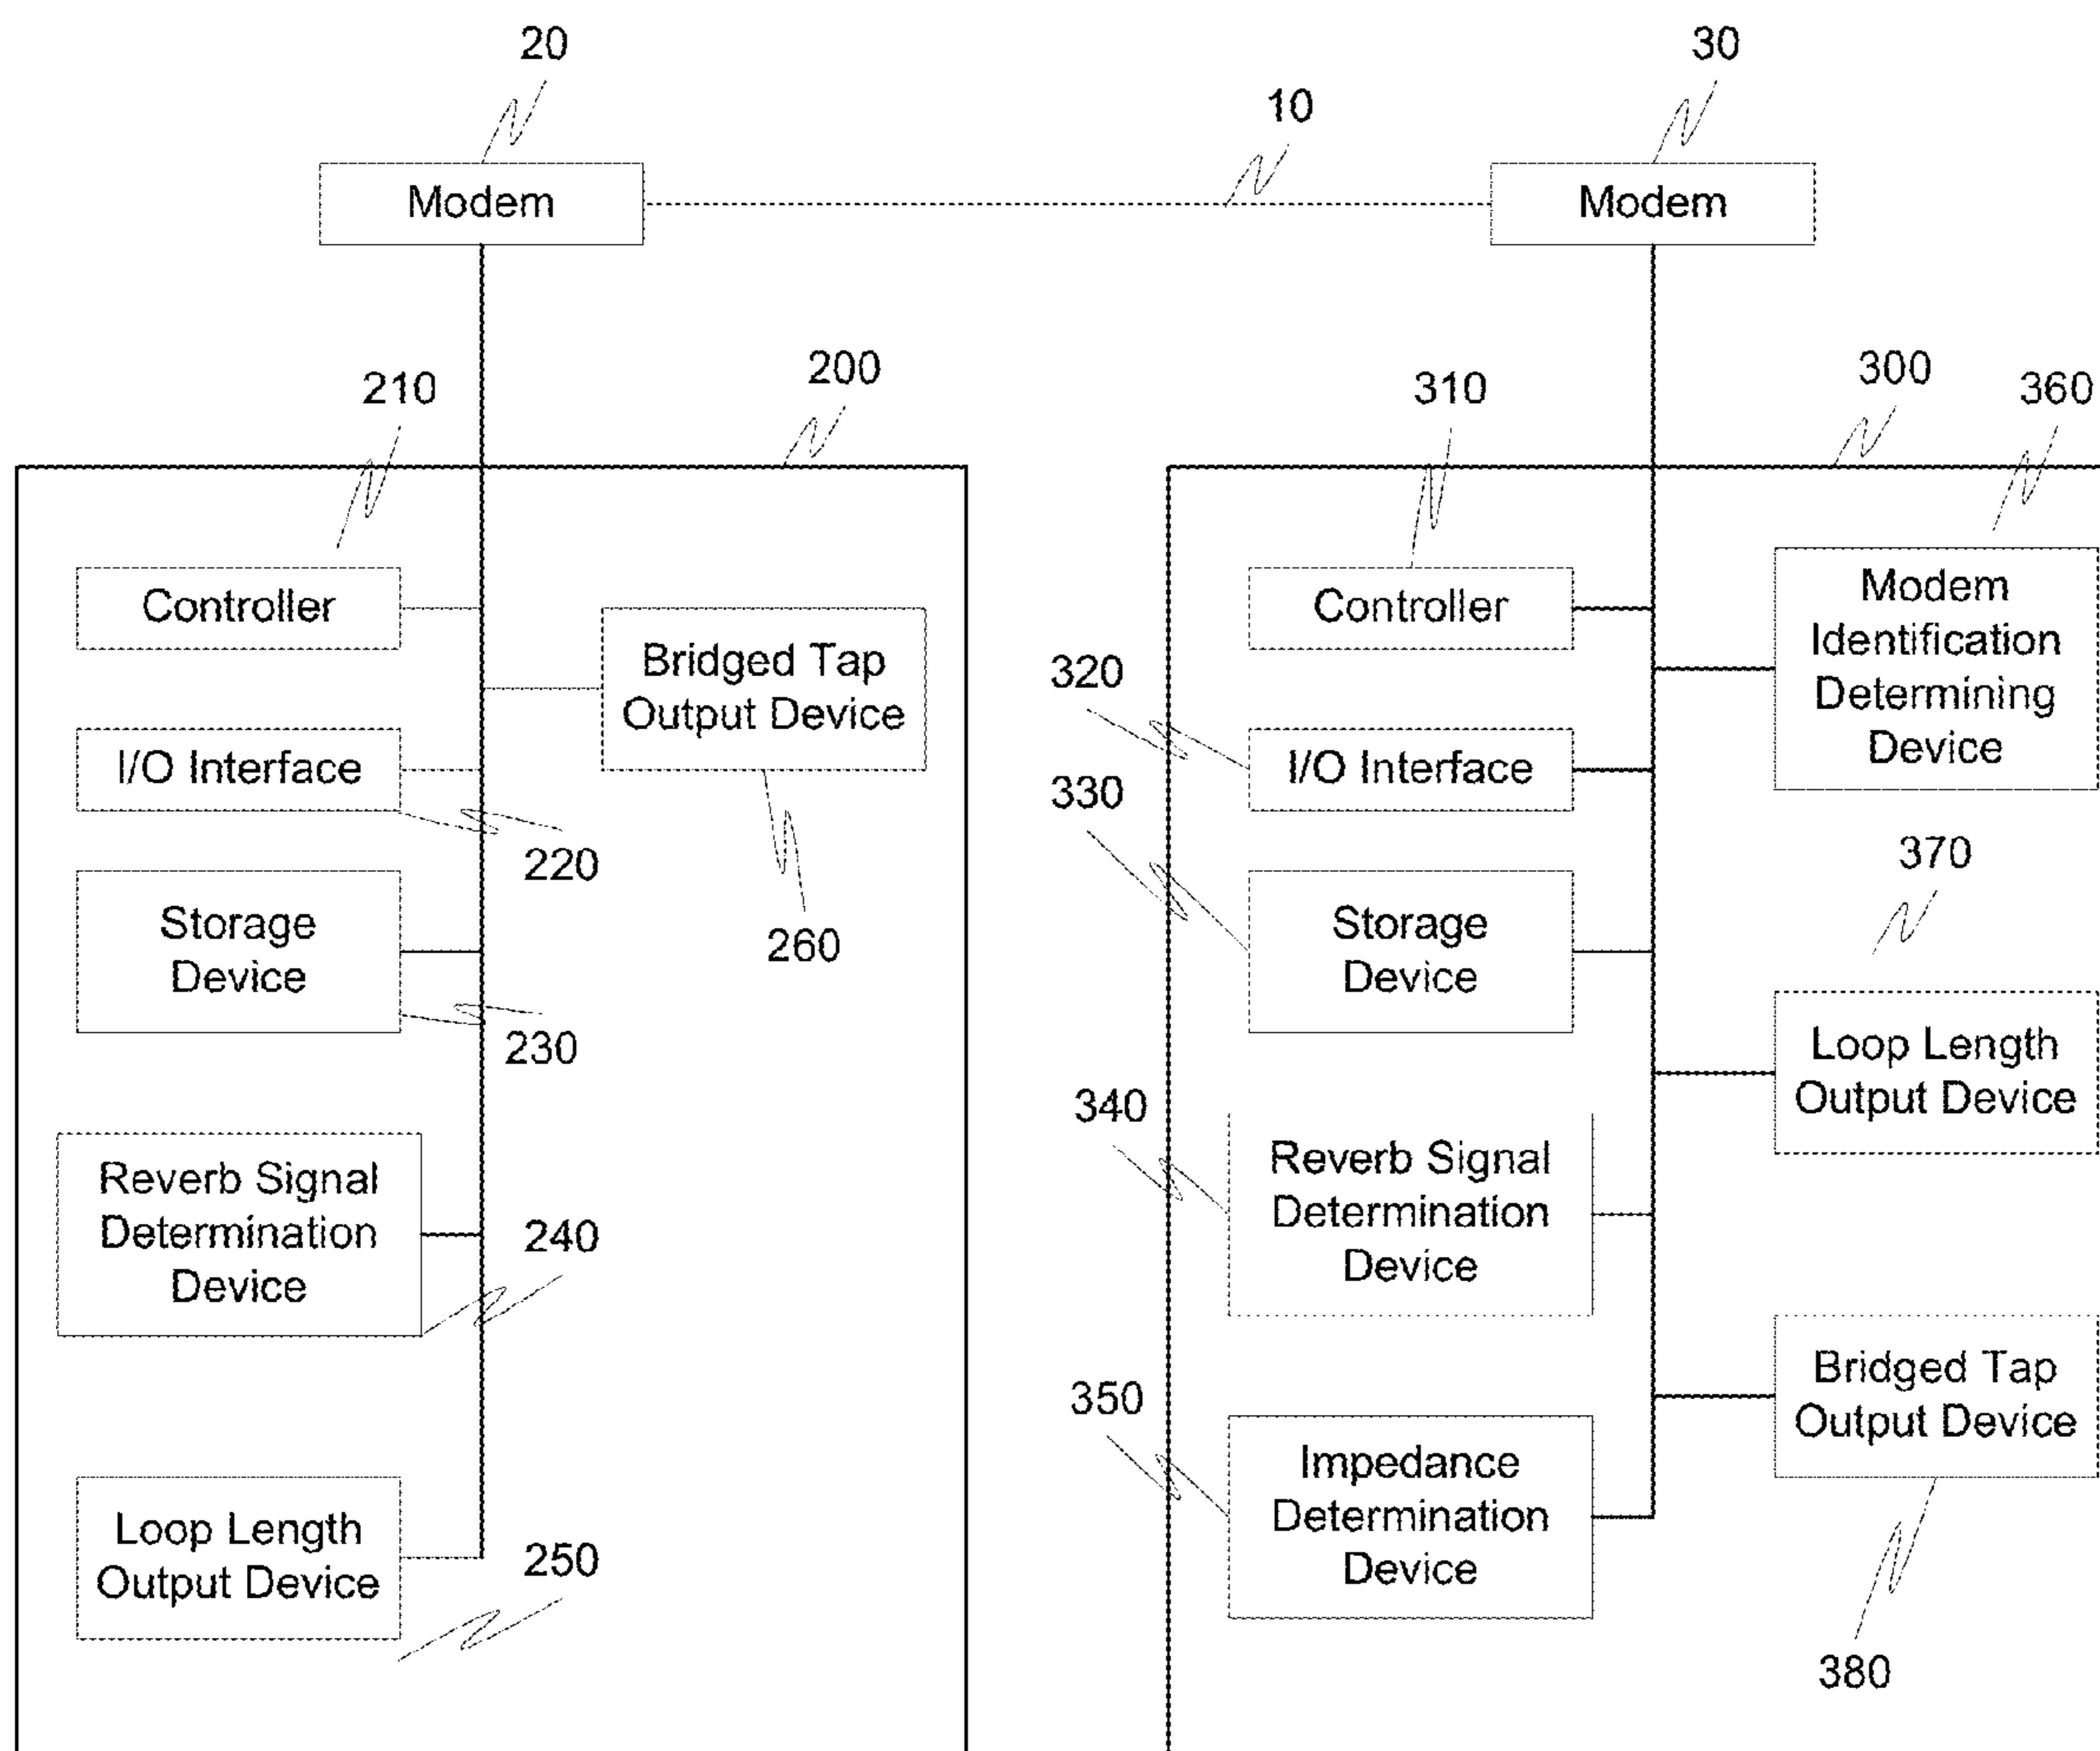 20
30
10
Modem
Modem
200
210
300
310
360
Controller
Bridged Tap
Output Device
I/O Interface
220
260
Storage
Device
230
Reverb Signal
Determination
Device
240
Loop Length
Output Device
250
Controller
Modem
Identification
Determining
Device
320
I/O Interface
330
370
Storage
Device
Loop Length
Output Device
340
Reverb Signal
Determination
Device
350
Bridged Tap
Output Device
Impedance
Determination
Device
380